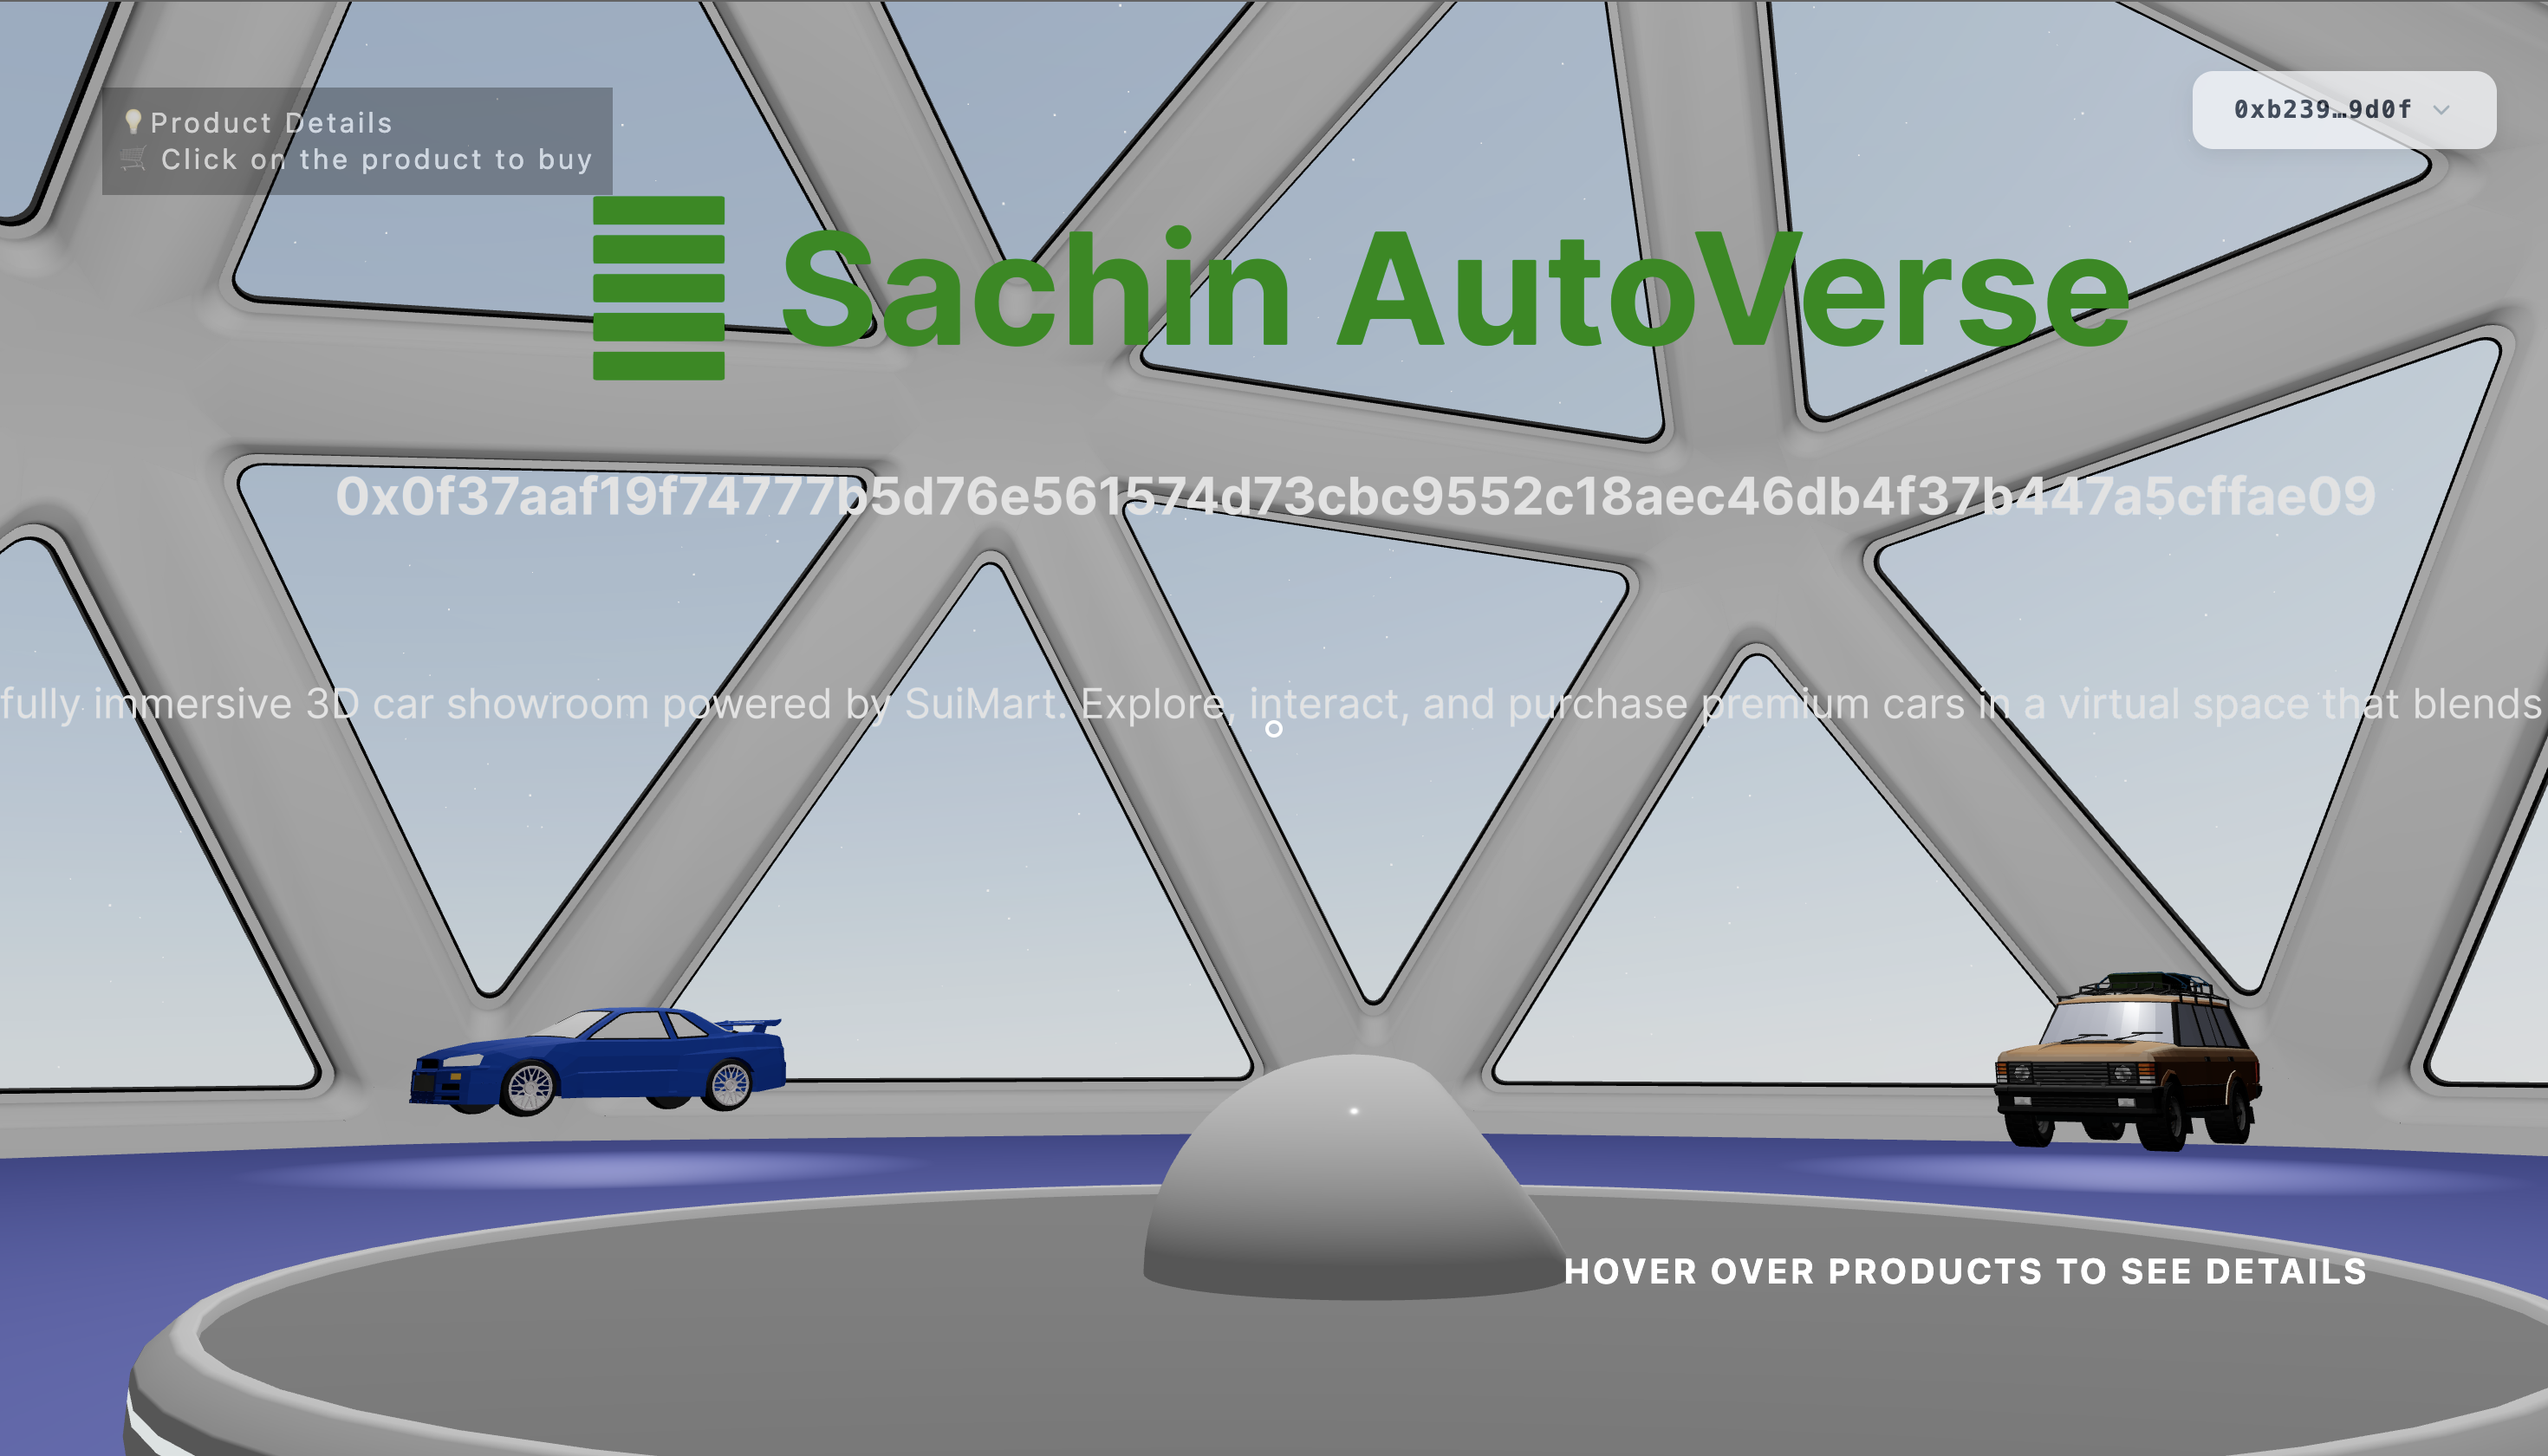 Product Details
Click on the product to buy
0xb239…9d0f
Sachin AutoVerse
0x0f37aaf19f74777b5d76e561574d73cbc9552c18aec46db4f37b447a5cffae09
fully immersive 3D car showroom powered by SuiMart. Explore, interact, and purchase premium cars in a virtual space that blends
HOVER OVER PRODUCTS TO SEE DETAILS